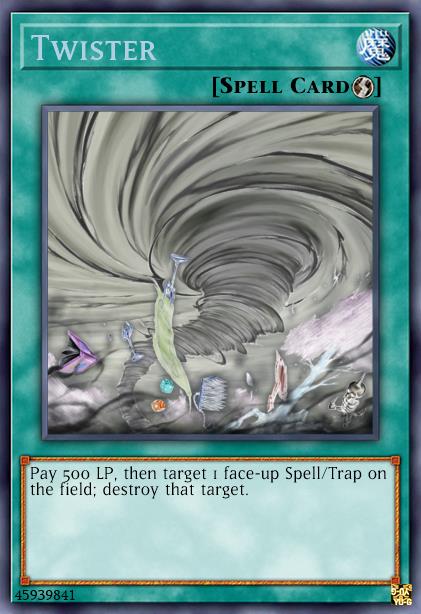 Twister
魔
[Spell Card]
Pay 500 LP, then target 1 face-up Spell/Trap on
the field; destroy that target.
45939841